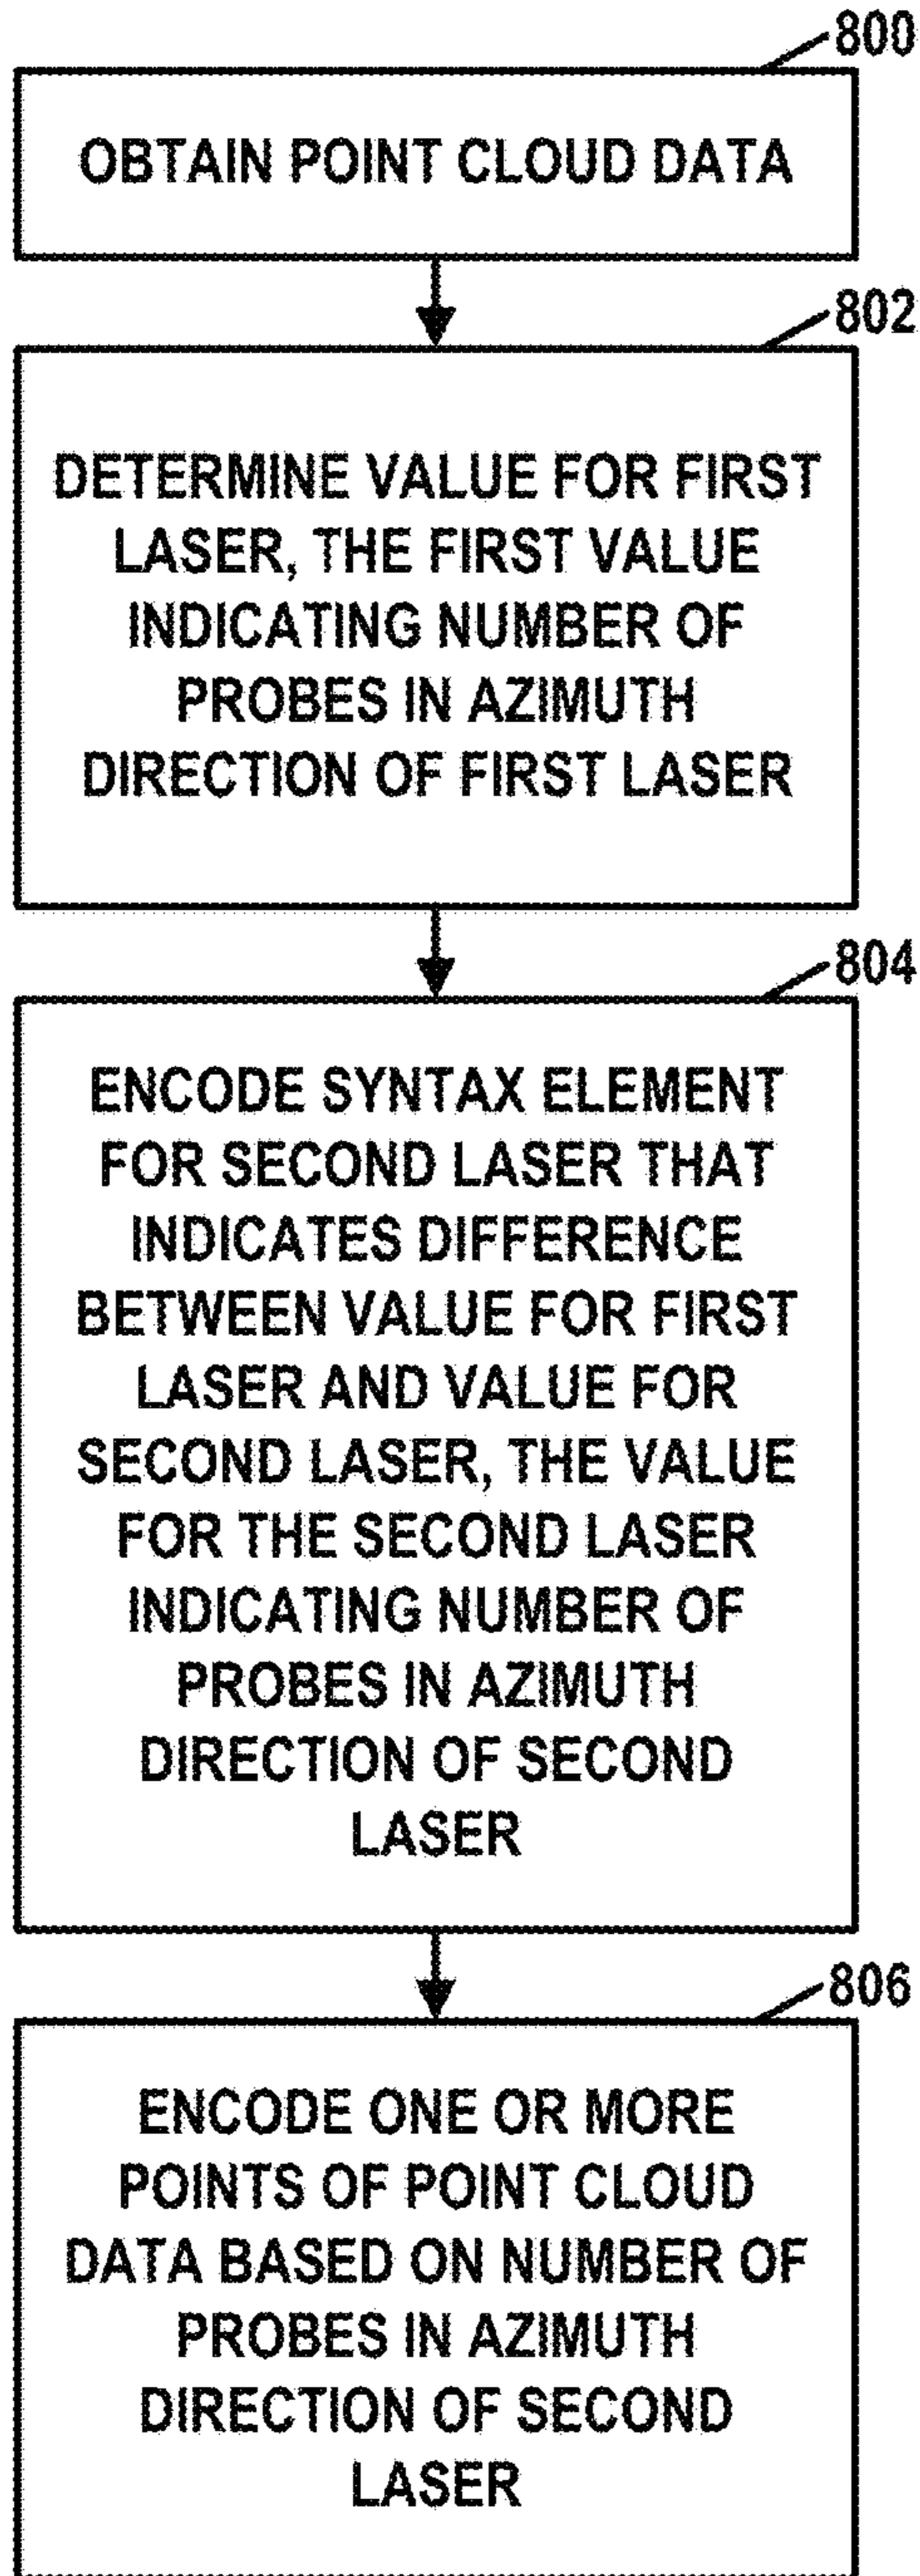 800
OBTAIN POINT CLOUD DATA
802
DETERMINE VALUE FOR FIRST
LASER, THE FIRST VALUE
INDICATING NUMBER OF
PROBES IN AZIMUTH
DIRECTION OF FIRST LASER
804
ENCODE SYNTAX ELEMENT
FOR SECOND LASER THAT
INDICATES DIFFERENCE
BETWEEN VALUE FOR FIRST
LASER AND VALUE FOR
SECOND LASER, THE VALUE
FOR THE SECOND LASER
INDICATING NUMBER OF
PROBES IN AZIMUTH
DIRECTION OF SECOND
LASER
806
ENCODE ONE OR MORE
POINTS OF POINT CLOUD
DATA BASED ON NUMBER OF
PROBES IN AZIMUTH
DIRECTION OF SECOND
LASER